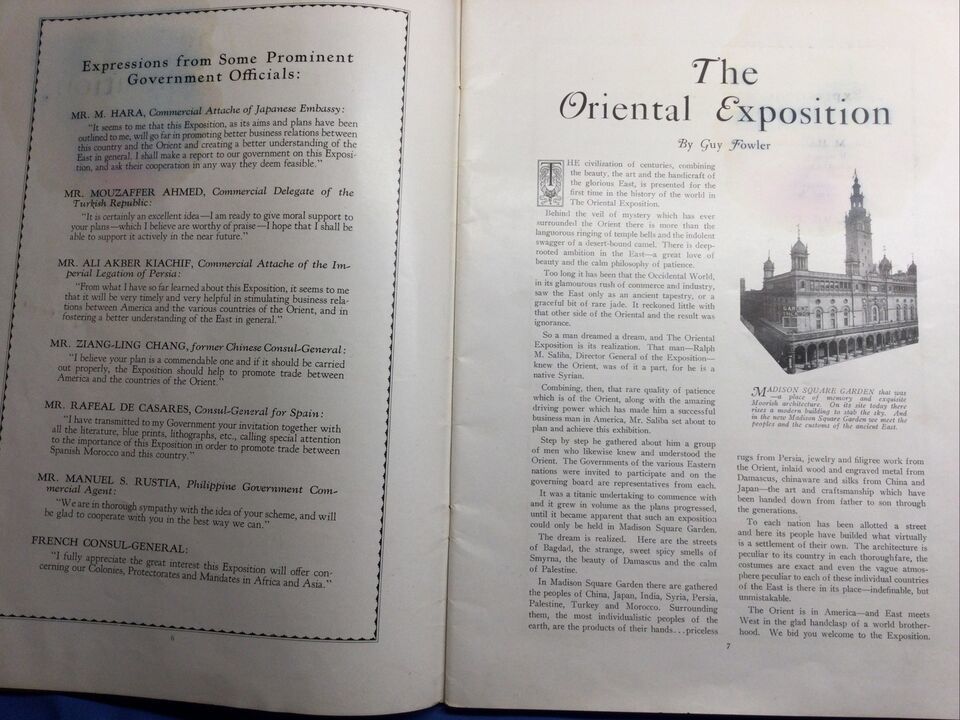 Expressions from Some Prominent
Government Officials:
MR. M. HARA, Commercial Attache of Japanese Embassy:
"It seems to me that this Exposition, as its aims and plans have been
outlined to me, will go far in promoting better business relations between
this country and the Orient and creating a better understanding of the
East in general. I shall make a report to our government on this Exposi-
tion, and ask their cooperation in any way they deem feasible."
MR. MOUZAFFER AHMED, Commercial Delegate of the
Turkish Republic:
"It is certainly an excellent idea—I am ready to give moral support to
your plans—which I believe are worthy of praise—I hope that I shall be
able to support it actively in the near future."
MR. ALI AKBER KIACHIF, Commercial Attache of the Im-
perial Legation of Persia:
"From what I have so far learned about this Exposition, it seems to me
that it will be very timely and very helpful in stimulating business rela-
tions between America and the various countries of the Orient, and in
fostering a better understanding of the East in general."
MR. ZIANG-LING CHANG, former Chinese Consul-General:
"I believe your plan is a commendable one and if it should be carried
out properly, the Exposition should help to promote trade between
America and the countries of the Orient."
MR. RAFEAL DE CASARES, Consul-General for Spain:
"I have transmitted to my Government your invitation together with
all the literature, blue prints, lithographs, etc., calling special attention
to the importance of this Exposition in order to promote trade between
Spanish Morocco and this country."
MR. MANUEL S. RUSTIA, Philippine Government Com-
mercial Agent:
"We are in thorough sympathy with the idea of your scheme, and will
be glad to cooperate with you in the best way we can."
FRENCH CONSUL-GENERAL:
"I fully appreciate the great interest this Exposition will offer con-
cerning our Colonies, Protectorates and Mandates in Africa and Asia."
6
The
Oriental Exposition
By Guy Fowler
THE civilization of centuries, combining
the beauty, the art and the handicraft of
the glorious East, is presented for the
first time in the history of the world in
The Oriental Exposition.
Behind the veil of mystery which has ever
surrounded the Orient there is more than the
languorous ringing of temple bells and the indolent
swagger of a desert-bound camel. There is deep-
rooted ambition in the East—a great love of
beauty and the calm philosophy of patience.
Too long it has been that the Occidental World,
in its glamourous rush of commerce and industry,
saw the East only as an ancient tapestry, or a
graceful bit of rare jade. It reckoned little with
that other side of the Oriental and the result was
ignorance.
So a man dreamed a dream, and The Oriental
Exposition is its realization. That man—Ralph
M. Saliba, Director General of the Exposition—
knew the Orient, was of it a part, for he is a
native Syrian.
Combining, then, that rare quality of patience
which is of the Orient, along with the amazing
driving power which has made him a successful
business man in America, Mr. Saliba set about to
plan and achieve this exhibition.
Step by step he gathered about him a group
of men who likewise knew and understood the
Orient. The Governments of the various Eastern
nations were invited to participate and on the
governing board are representatives from each.
It was a titanic undertaking to commence with
and it grew in volume as the plans progressed,
until it became apparent that such an exposition
could only be held in Madison Square Garden.
The dream is realized. Here are the streets
of Bagdad, the strange, sweet spicy smells of
Smyrna, the beauty of Damascus and the calm
of Palestine.
In Madison Square Garden there are gathered
the peoples of China, Japan, India, Syria, Persia,
Palestine, Turkey and Morocco. Surrounding
them, the most individualistic peoples of the
earth, are the products of their hands...priceless
MADISON SQUARE GARDEN that was
—a place of memory and exquisite
Moorish architecture. On its site today there
rises a modern building to stab the sky. And
in the new Madison Square Garden we meet the
peoples and the customs of the ancient East.
rugs from Persia, jewelry and filigree work from
the Orient, inlaid wood and engraved metal from
Damascus, chinaware and silks from China and
Japan—the art and craftsmanship which have
been handed down from father to son through
the generations.
To each nation has been allotted a street
and here its people have built what virtually
is a settlement of their own. The architecture is
peculiar to its country in each thoroughfare, the
costumes are exact and even the vague atmos-
phere peculiar to each of these individual countries
of the East is there in its place—indefinable, but
unmistakable.
The Orient is in America—and East meets
West in the glad handclasp of a world brother-
hood. We bid you welcome to the Exposition.
7